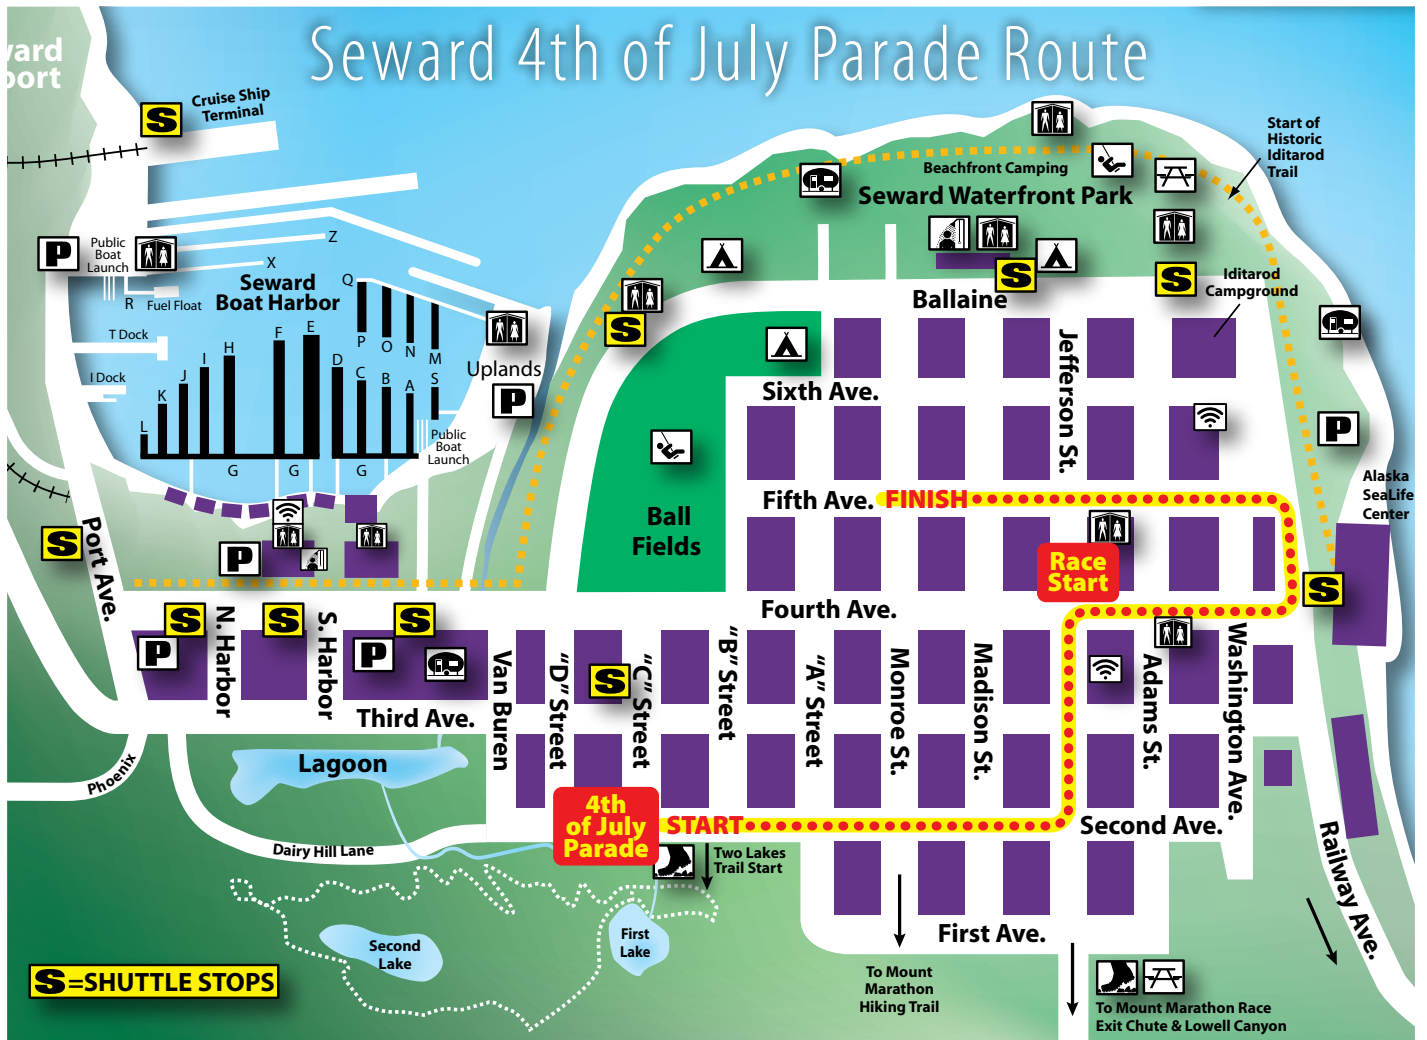 Seward 4th of July Parade Route
ward
port
S
Cruise Ship
Terminal
Start of
Historic
Iditarod
Trail
Beachfront Camping
Seward Waterfront Park
P
Public
Boat
Launch
Z
X
R
Fuel Float
Seward
Boat Harbor
Q
T Dock
I Dock
P
O
N
M
L
K
J
I
H
F
E
D
C
B
A
S
G
G
G
Public
Boat
Launch
Uplands
P
S
S
S
Iditarod
Campground
Ballaine
Jefferson St.
Sixth Ave.
P
Alaska
SeaLife
Center
Fifth Ave.
FINISH
Ball
Fields
Race
Start
Port Ave.
S
P
S
Fourth Ave.
S
S
S
P
P
N. Harbor
S. Harbor
Van Buren
"D" Street
S
"C" Street
"B" Street
"A" Street
Monroe St.
Madison St.
Adams St.
Washington Ave.
Third Ave.
Phoenix
Lagoon
4th
of July
Parade
START
Second Ave.
Dairy Hill Lane
Two Lakes
Trail Start
Railway Ave.
Second
Lake
First
Lake
First Ave.
To Mount
Marathon
Hiking Trail
S=SHUTTLE STOPS
To Mount Marathon Race
Exit Chute & Lowell Canyon